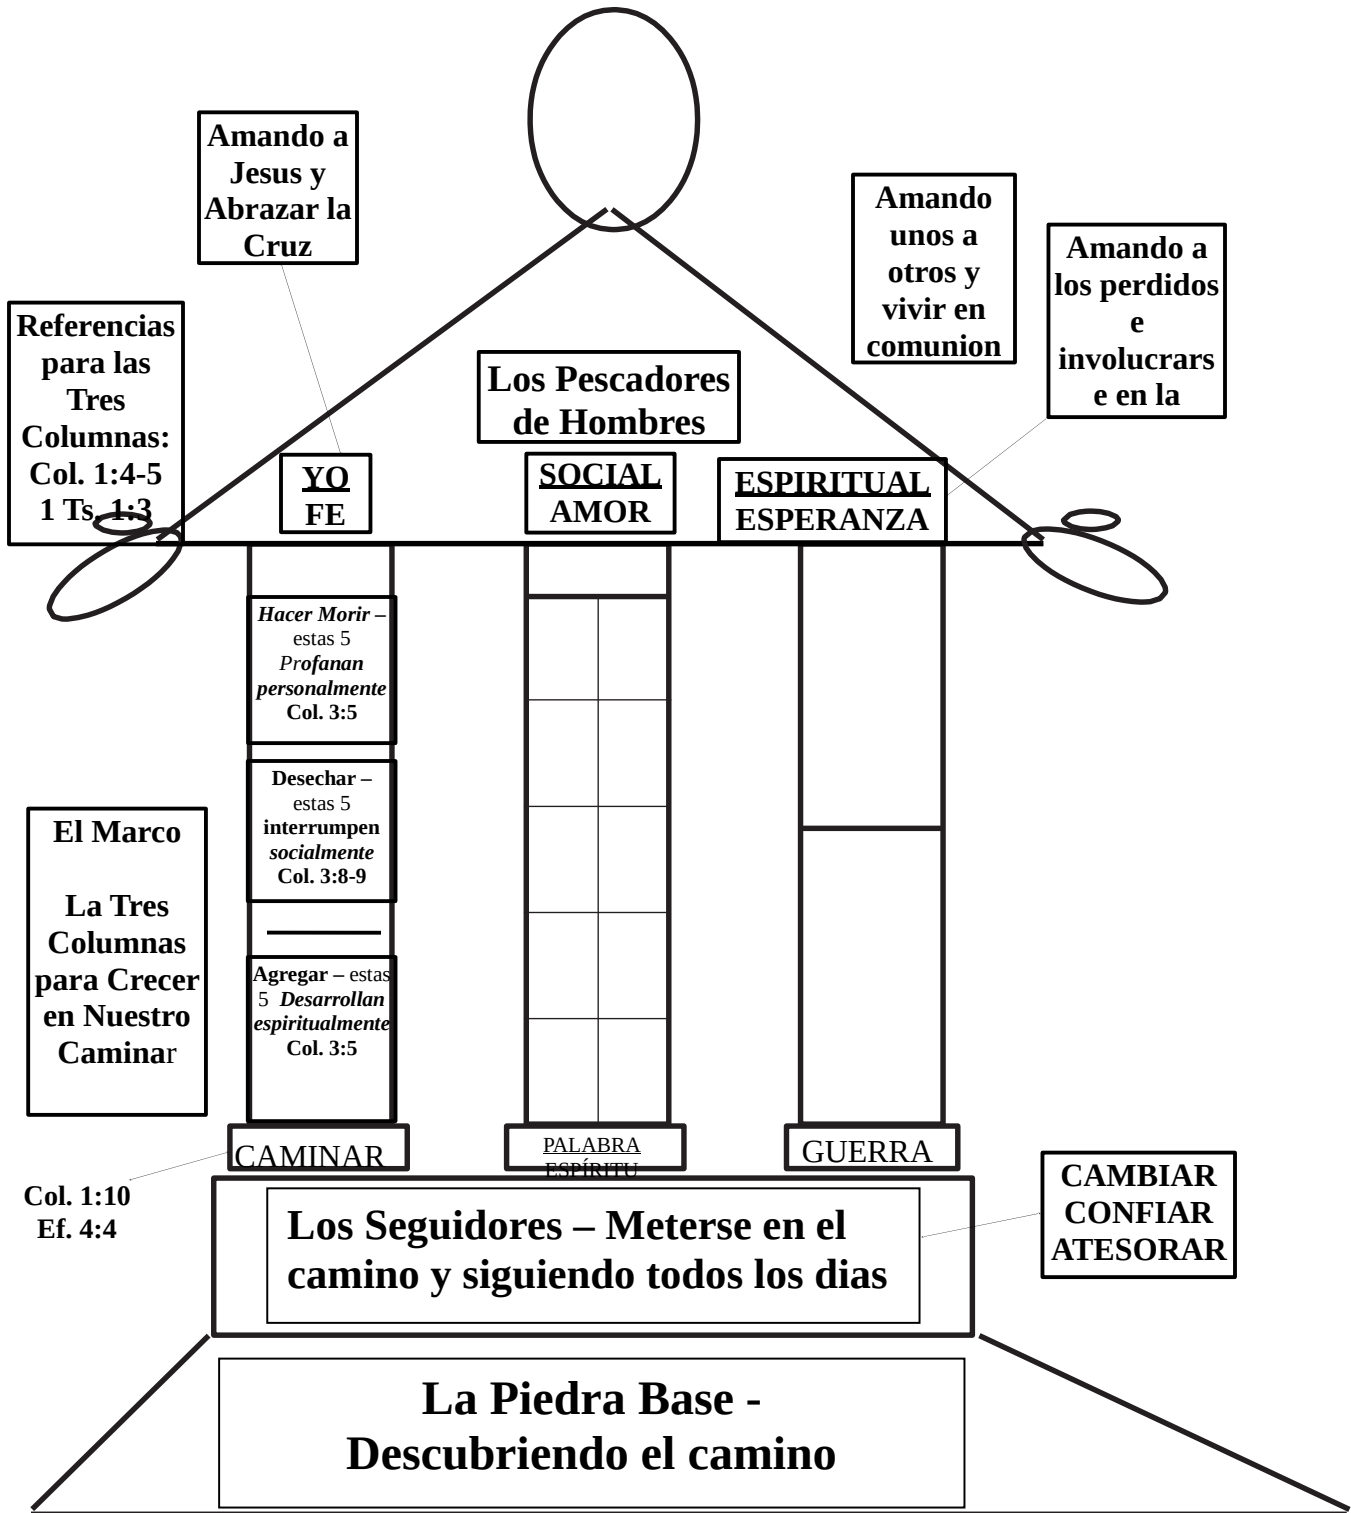 Amando a
Jesus y
Abrazar la
Cruz
Amando
unos a
otros y
vivir en
comunion
Amando a
los perdidos
e
involucrars
e en la
Referencias
para las
Tres
Columnas:
Col. 1:4-5
1 Ts. 1:3
Los Pescadores
de Hombres
YO
FE
SOCIAL
AMOR
ESPIRITUAL
ESPERANZA
Hacer Morir –
estas 5
Profanan
personalmente
Col. 3:5
Desechar –
estas 5
interrumpen
socialmente
Col. 3:8-9
Agregar – estas
5 Desarrollan
espiritualmente
Col. 3:5
El Marco
La Tres
Columnas
para Crecer
en Nuestro
Caminar
CAMINAR
PALABRA
ESPÍRITU
GUERRA
Col. 1:10
Ef. 4:4
CAMBIAR
CONFIAR
ATESORAR
Los Seguidores – Meterse en el
camino y siguiendo todos los dias
La Piedra Base -
Descubriendo el camino